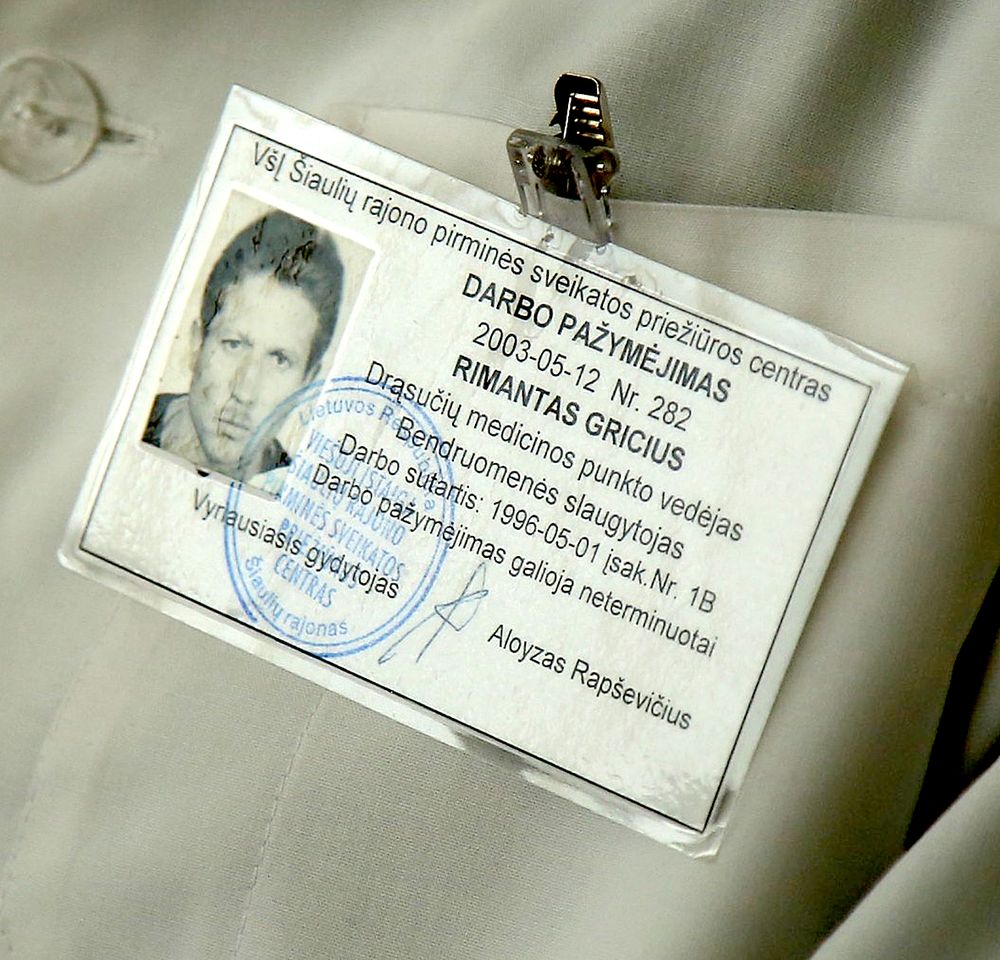 VšĮ Šiaulių rajono pirminės sveikatos priežiūros centras
DARBO PAŽYMĖJIMAS
2003-05-12 Nr. 282
RIMANTAS GRICIUS
Drąsučių medicinos punkto vedėjas
Bendruomenės slaugytojas
Darbo sutartis: 1996-05-01 įsak.Nr. 1B
Darbo pažymėjimas galioja neterminuotai
Vyriausiasis gydytojas
Aloyzas Rapševičius
Lietuvos
VIEŠOJI ĮSTAIGA
ŠIAULIŲ RAJONO
SVEIKATOS
CENTRAS
Šiaulių rajonas